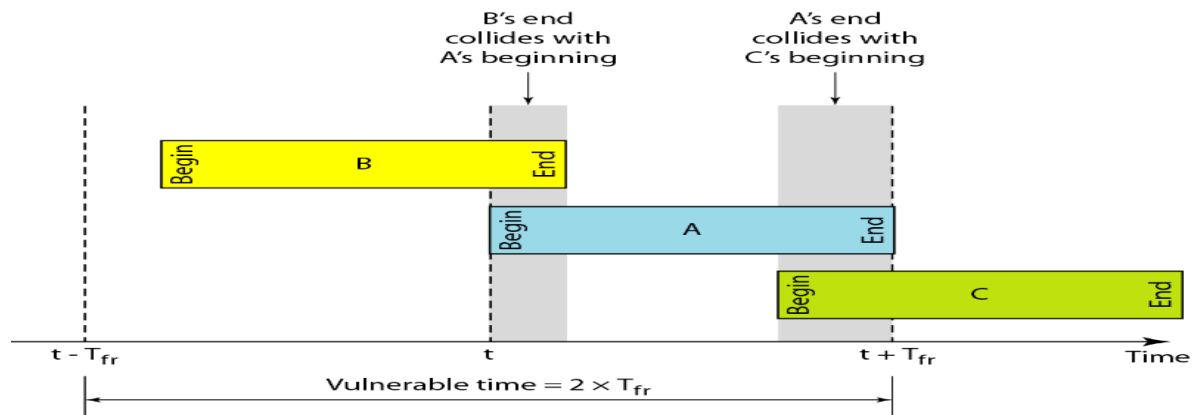 B's end
collides with
A's beginning
A's end
collides with
C's beginning
Begin
B
End
Begin
A
End
Begin
C
End
t - Tfr
t
t + Tfr
Time
Vulnerable time = 2 × Tfr